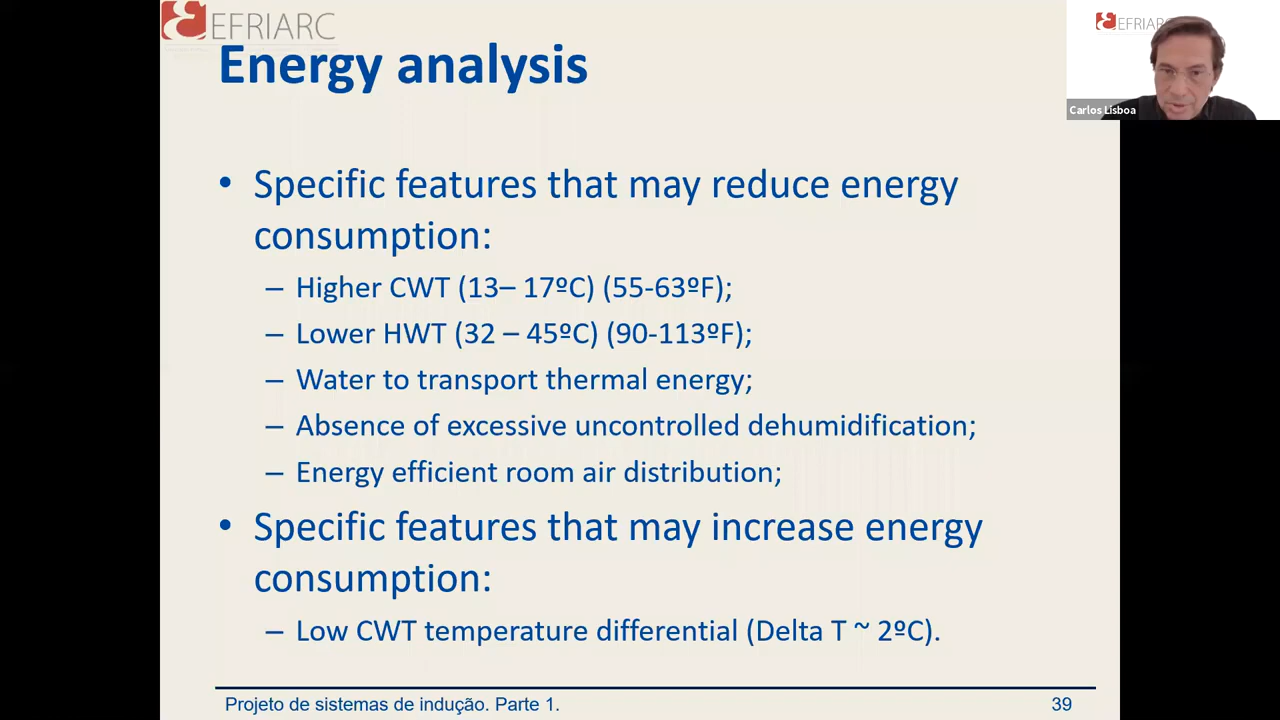 EFRIARC
Energy analysis
EFRIARC
Carlos Lisboa
• Specific features that may reduce energy
consumption:
– Higher CWT (13– 17ºC) (55-63ºF);
– Lower HWT (32 – 45ºC) (90-113ºF);
– Water to transport thermal energy;
– Absence of excessive uncontrolled dehumidification;
– Energy efficient room air distribution;
• Specific features that may increase energy
consumption:
– Low CWT temperature differential (Delta T ~ 2ºC).
Projeto de sistemas de indução. Parte 1.
39